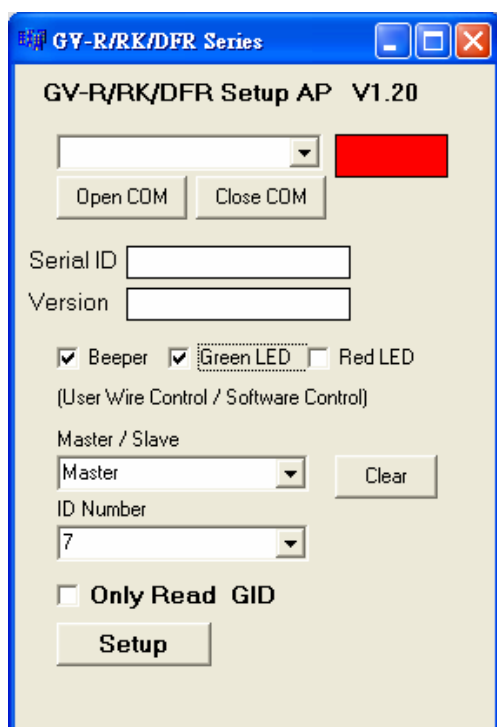 GV-R/RK/DFR Series
GV-R/RK/DFR Setup AP V1.20
Open COM Close COM
Serial ID
Version
Beeper Green LED Red LED
(User Wire Control / Software Control)
Master / Slave
Master Clear
ID Number
7
Only Read GID
Setup